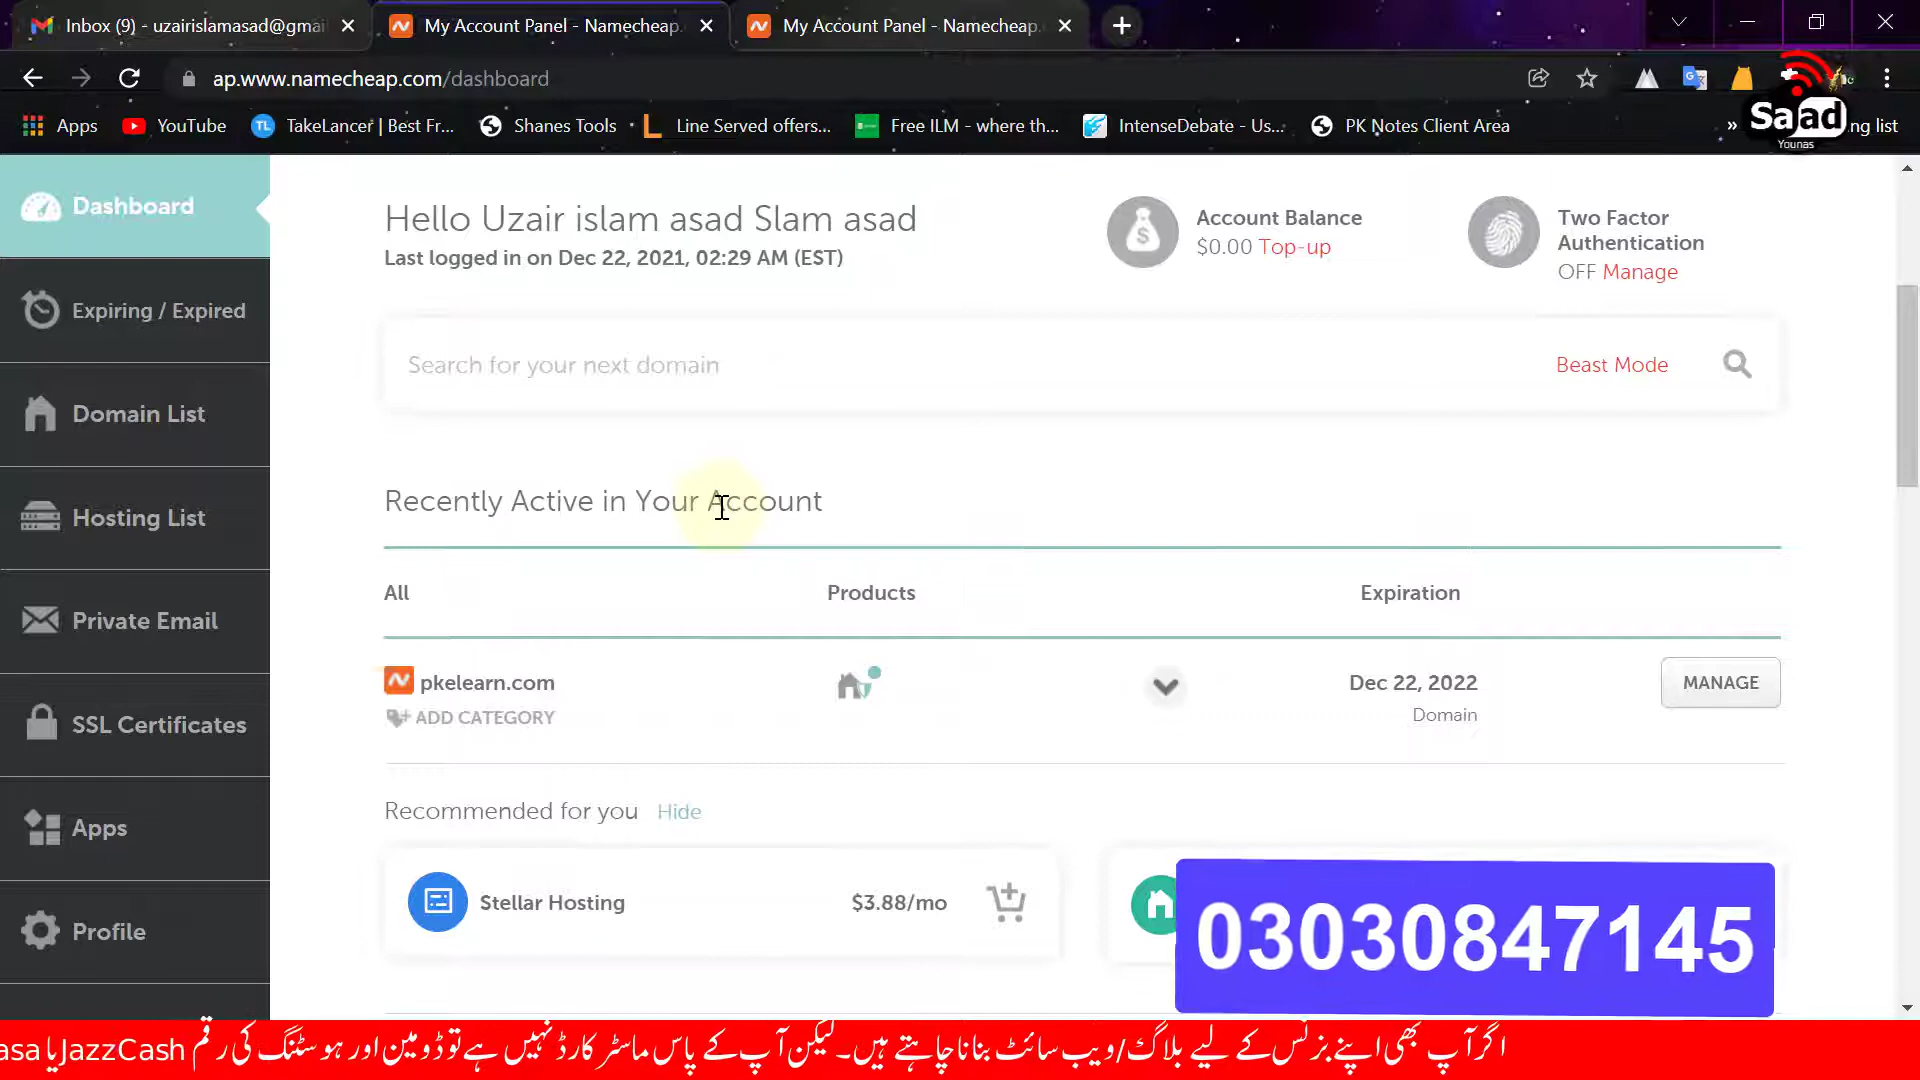 Inbox (9) - uzairislamasad@gmai
My Account Panel - Namecheap.
My Account Panel - Namecheap.
ap.www.namecheap.com/dashboard
Apps
YouTube
TakeLancer | Best Fr...
Shanes Tools
Line Served offers...
Free ILM - where th...
IntenseDebate - Us...
PK Notes Client Area
»
ng list
Saad
Younas
Dashboard
Expiring / Expired
Domain List
Hosting List
Private Email
SSL Certificates
Apps
Profile
Hello Uzair islam asad Slam asad
Last logged in on Dec 22, 2021, 02:29 AM (EST)
Account Balance
$0.00 Top-up
Two Factor
Authentication
OFF Manage
Search for your next domain
Beast Mode
Recently Active in Your Account
All Products Expiration
pkelearn.com
ADD CATEGORY
Dec 22, 2022
Domain
MANAGE
Recommended for you Hide
Stellar Hosting $3.88/mo
03030847145
اگر آپ بھی اپنے بزنس کے لیے بلاگ/ویب سائٹ بنانا چاہتے ہیں۔ لیکن آپ کے پاس ماسٹر کارڈ نہیں ہے تو ڈومین اور ہوسٹنگ کی رقم JazzCash یا asa